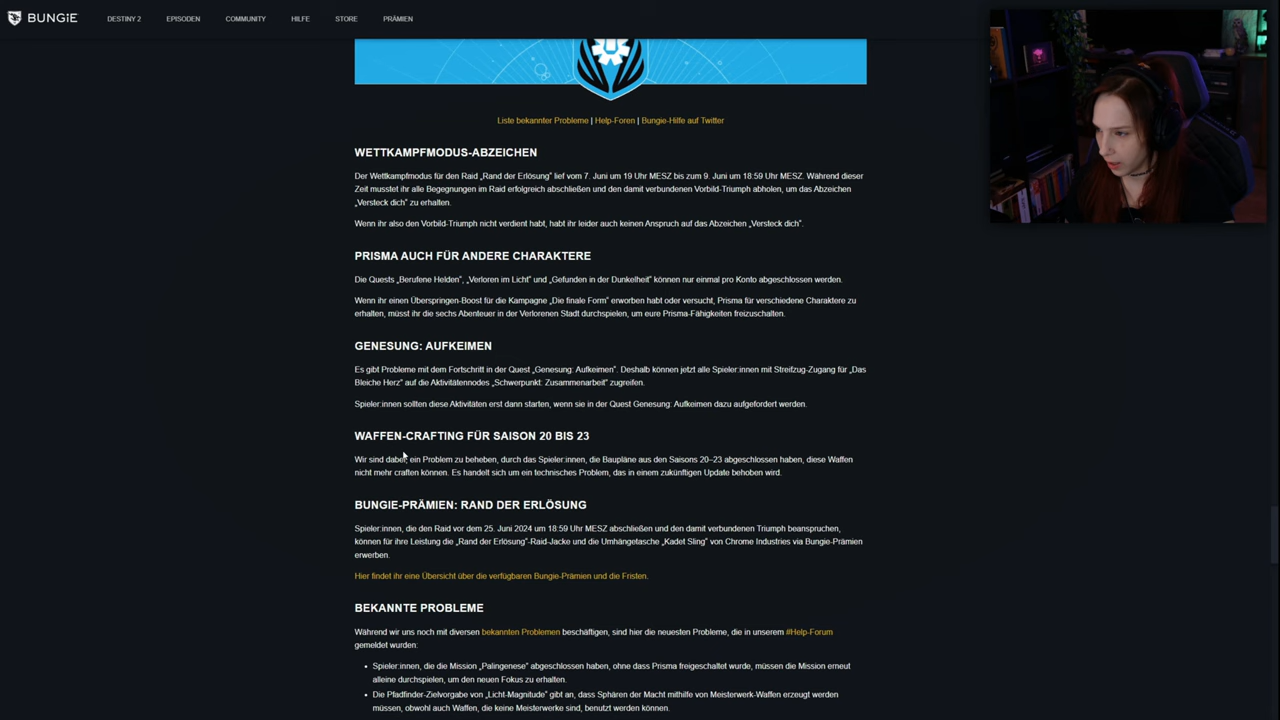 BUNGiE DESTINY 2 EPISODEN COMMUNITY HILFE STORE PRÄMIEN
Liste bekannter Probleme | Help-Foren | Bungie-Hilfe auf Twitter
WETTKAMPFMODUS-ABZEICHEN
Der Wettkampfmodus für den Raid „Rand der Erlösung“ lief vom 7. Juni um 19 Uhr MESZ bis zum 9. Juni um 18:59 Uhr MESZ. Während dieser
Zeit musstet ihr alle Begegnungen im Raid erfolgreich abschließen und den damit verbundenen Vorbild-Triumph abholen, um das Abzeichen
„Versteck dich“ zu erhalten.
Wenn ihr also den Vorbild-Triumph nicht verdient habt, habt ihr leider auch keinen Anspruch auf das Abzeichen „Versteck dich“.
PRISMA AUCH FÜR ANDERE CHARAKTERE
Die Quests „Berufene Helden“, „Verloren im Licht“ und „Gefunden in der Dunkelheit“ können nur einmal pro Konto abgeschlossen werden.
Wenn ihr einen Überspringen-Boost für die Kampagne „Die finale Form“ erworben habt oder versucht, Prisma für verschiedene Charaktere zu
erhalten, müsst ihr die sechs Abenteuer in der Verlorenen Stadt durchspielen, um eure Prisma-Fähigkeiten freizuschalten.
GENESUNG: AUFKEIMEN
Es gibt Probleme mit dem Fortschritt in der Quest „Genesung: Aufkeimen“. Deshalb können jetzt alle Spieler:innen mit Streifzug-Zugang für „Das
Bleiche Herz“ auf die Aktivitätennodes „Schwerpunkt: Zusammenarbeit“ zugreifen.
Spieler:innen sollten diese Aktivitäten erst dann starten, wenn sie in der Quest Genesung: Aufkeimen dazu aufgefordert werden.
WAFFEN-CRAFTING FÜR SAISON 20 BIS 23
Wir sind dabei, ein Problem zu beheben, durch das Spieler:innen, die Baupläne aus den Saisons 20–23 abgeschlossen haben, diese Waffen
nicht mehr craften können. Es handelt sich um ein technisches Problem, das in einem zukünftigen Update behoben wird.
BUNGIE-PRÄMIEN: RAND DER ERLÖSUNG
Spieler:innen, die den Raid vor dem 25. Juni 2024 um 18:59 Uhr MESZ abschließen und den damit verbundenen Triumph beanspruchen,
können für ihre Leistung die „Rand der Erlösung“-Raid-Jacke und die Umhängetasche „Kadet Sling“ von Chrome Industries via Bungie-Prämien
erwerben.
Hier findet ihr eine Übersicht über die verfügbaren Bungie-Prämien und die Fristen.
BEKANNTE PROBLEME
Während wir uns noch mit diversen bekannten Problemen beschäftigen, sind hier die neuesten Probleme, die in unserem #Help-Forum
gemeldet wurden:
• Spieler:innen, die die Mission „Palingenese“ abgeschlossen haben, ohne dass Prisma freigeschaltet wurde, müssen die Mission erneut
alleine durchspielen, um den neuen Fokus zu erhalten.
• Die Pfadfinder-Zielvorgabe von „Licht-Magnitude“ gibt an, dass Sphären der Macht mithilfe von Meisterwerk-Waffen erzeugt werden
müssen, obwohl auch Waffen, die keine Meisterwerke sind, benutzt werden können.